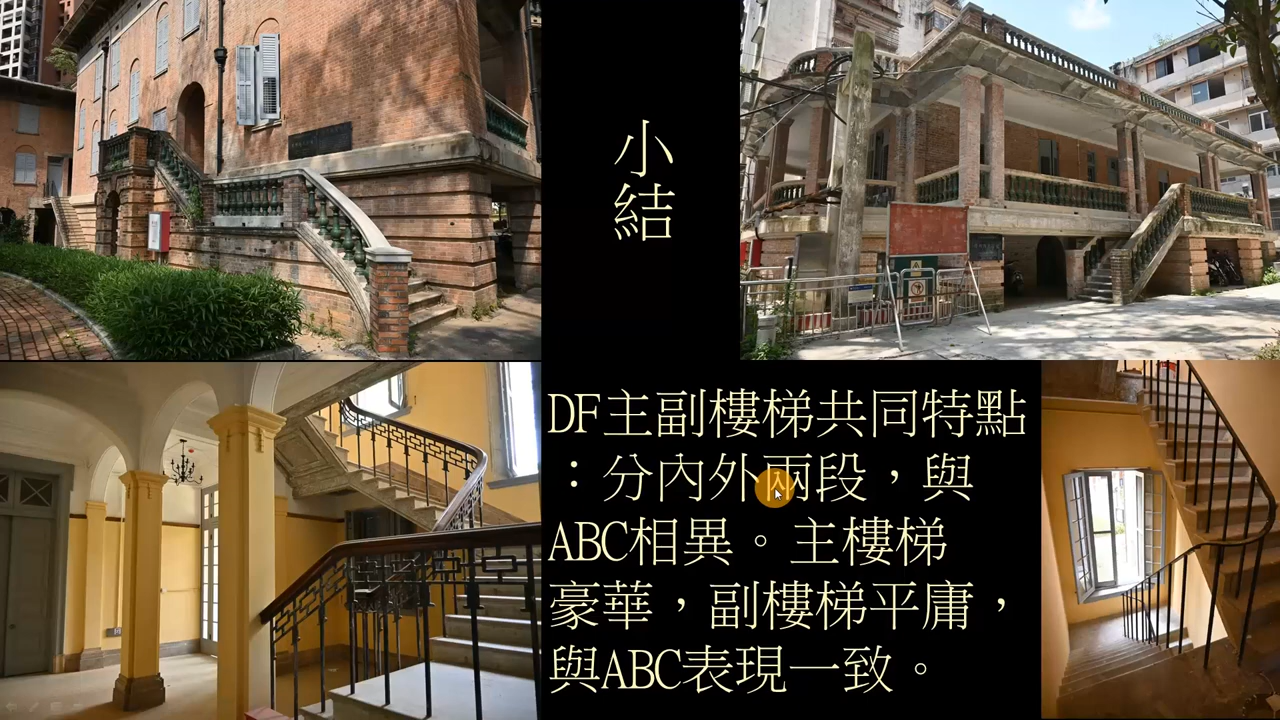 小結
DF主副樓梯共同特點
：分內外兩段，與
ABC相異。主樓梯
豪華，副樓梯平庸，
與ABC表現一致。